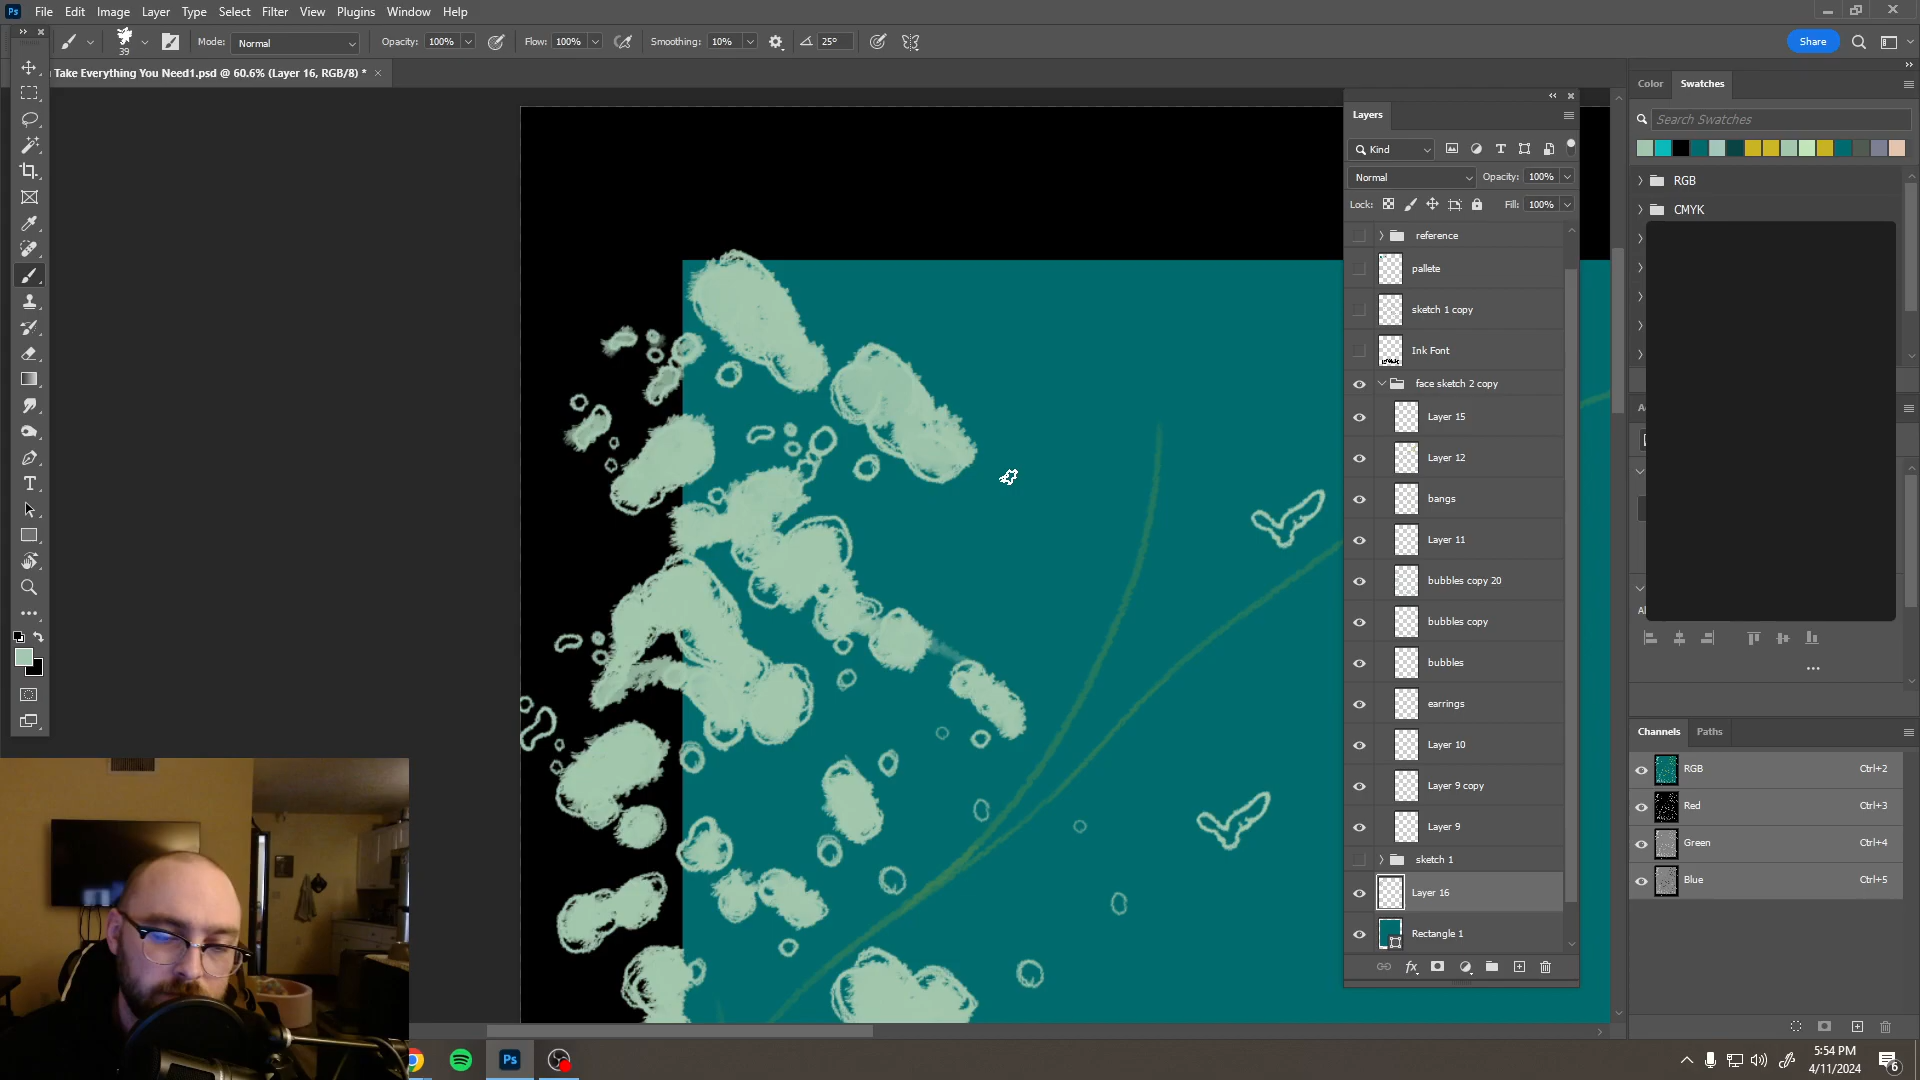 Ps File Edit Image Layer Type Select Filter View Plugins Window Help
39 Mode: Normal Opacity: 100% Flow: 100% Smoothing: 10% 25° Share
Take Everything You Need1.psd @ 60.6% (Layer 16, RGB/8) * ×
Color Swatches
Search Swatches
RGB
CMYK
Layers
Kind
Normal Opacity: 100%
Lock: Fill: 100%
reference
pallete
sketch 1 copy
Ink Font
face sketch 2 copy
Layer 15
Layer 12
bangs
Layer 11
bubbles copy 20
bubbles copy
bubbles
earrings
Layer 10
Layer 9 copy
Layer 9
sketch 1
Layer 16
Rectangle 1
fx
Channels Paths
RGB Ctrl+2
Red Ctrl+3
Green Ctrl+4
Blue Ctrl+5
Ps
5:54 PM
4/11/2024
6